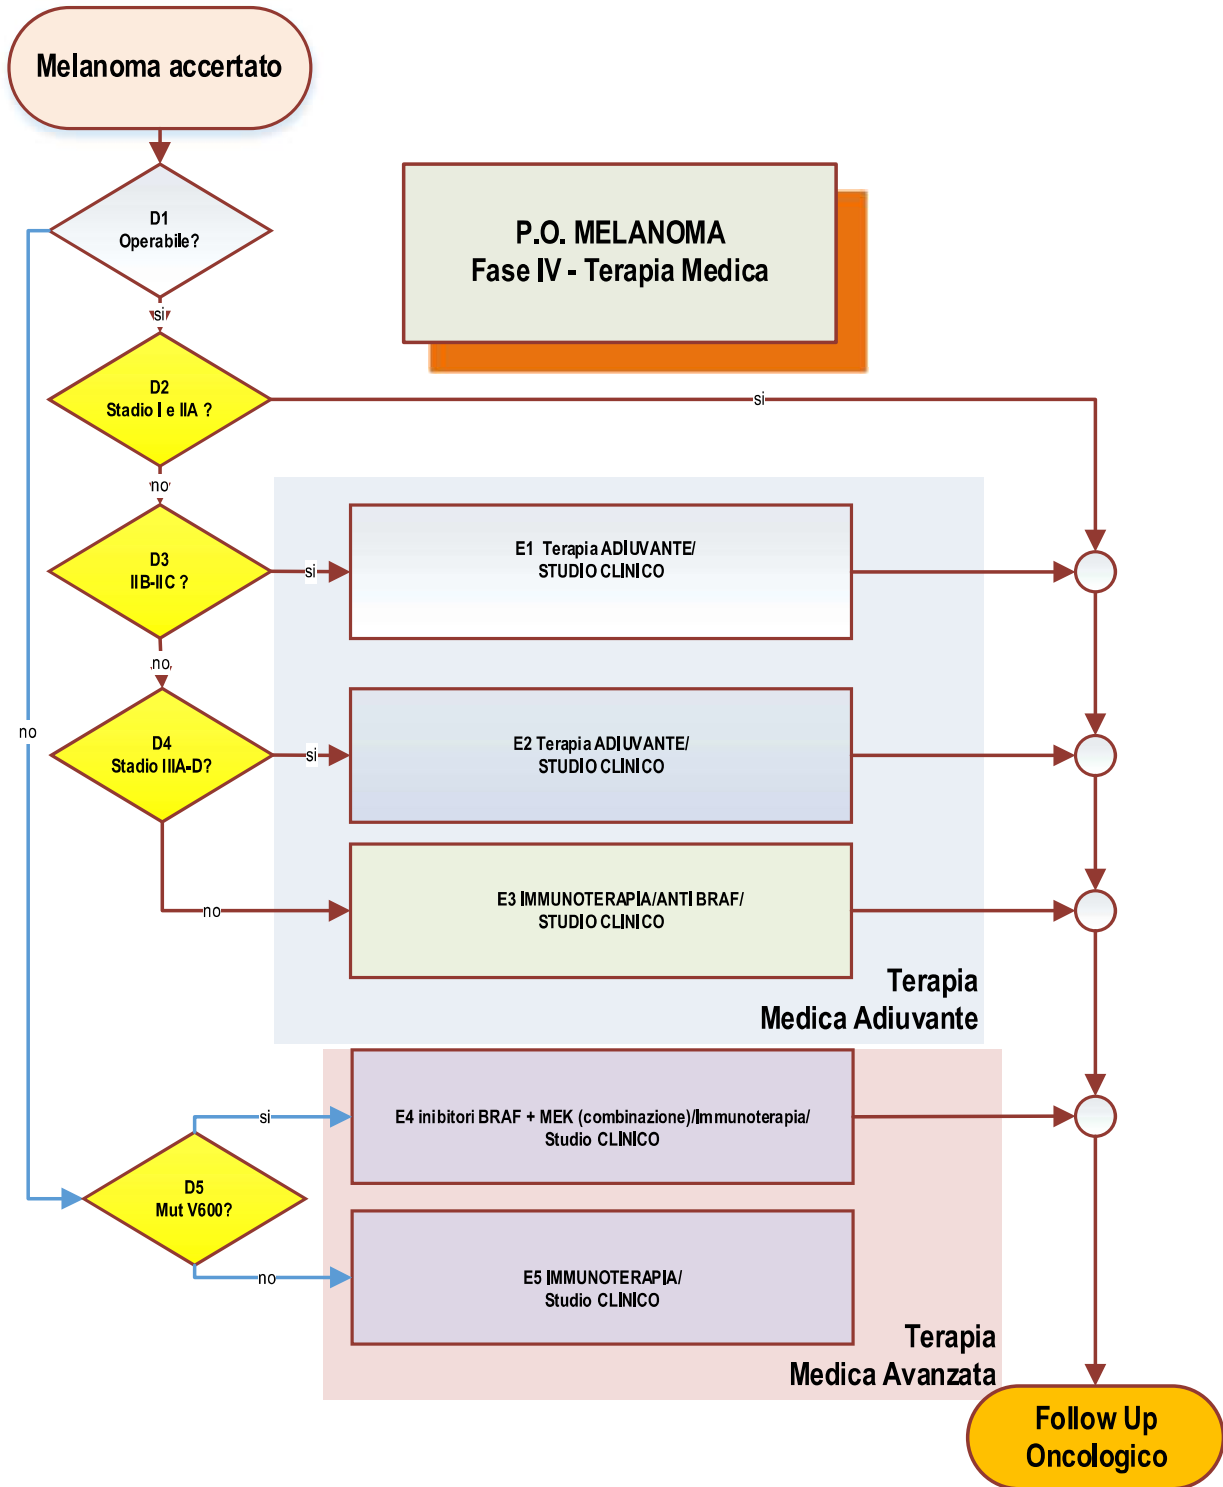 Melanoma accertato
D1
Operabile?
P.O. MELANOMA
Fase IV - Terapia Medica
si
D2
Stadio I e IIA ?
si
no
D3
IIB-IIC ?
si
E1 Terapia ADIUVANTE/
STUDIO CLINICO
no
D4
Stadio IIIA-D?
si
E2 Terapia ADIUVANTE/
STUDIO CLINICO
no
no
E3 IMMUNOTERAPIA/ANTI BRAF/
STUDIO CLINICO
Terapia
Medica Adiuvante
si
E4 inibitori BRAF + MEK (combinazione)/Immunoterapia/
Studio CLINICO
D5
Mut V600?
no
E5 IMMUNOTERAPIA/
Studio CLINICO
Terapia
Medica Avanzata
Follow Up
Oncologico